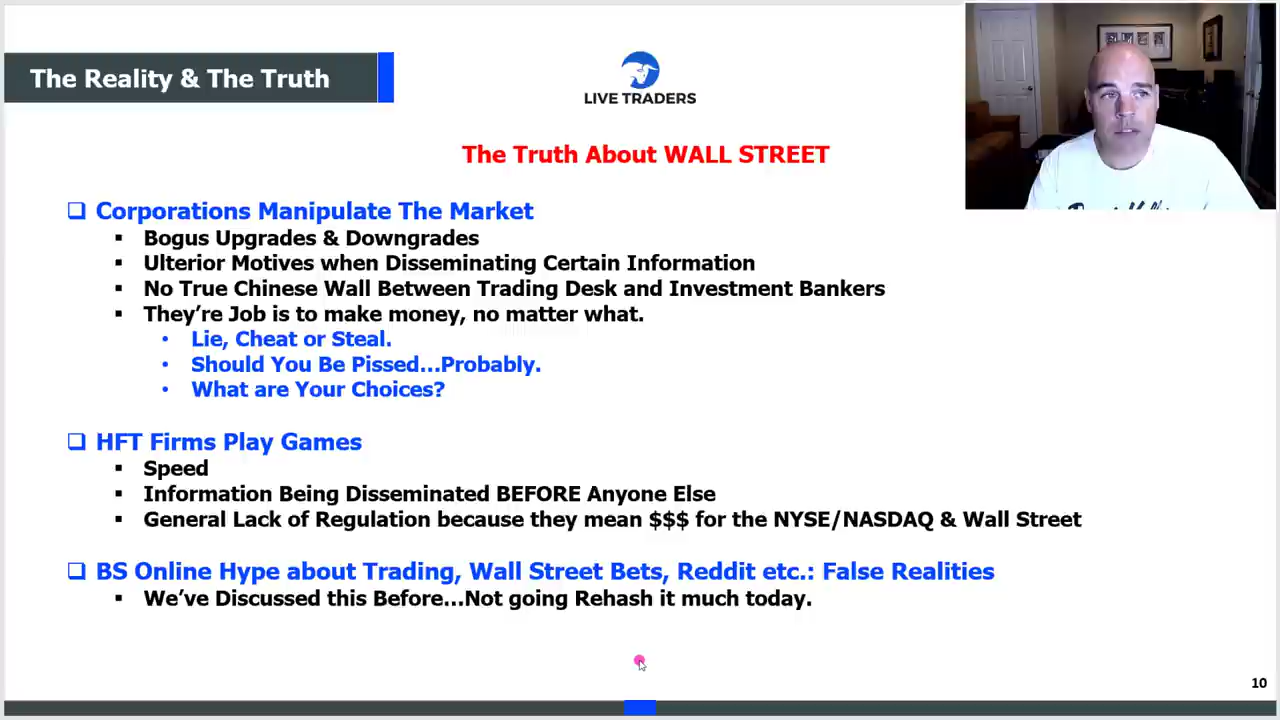 The Reality & The Truth
LIVE TRADERS
The Truth About WALL STREET
Corporations Manipulate The Market
Bogus Upgrades & Downgrades
Ulterior Motives when Disseminating Certain Information
No True Chinese Wall Between Trading Desk and Investment Bankers
They’re Job is to make money, no matter what.
Lie, Cheat or Steal.
Should You Be Pissed...Probably.
What are Your Choices?
HFT Firms Play Games
Speed
Information Being Disseminated BEFORE Anyone Else
General Lack of Regulation because they mean $$$ for the NYSE/NASDAQ & Wall Street
BS Online Hype about Trading, Wall Street Bets, Reddit etc.: False Realities
We’ve Discussed this Before...Not going Rehash it much today.
10